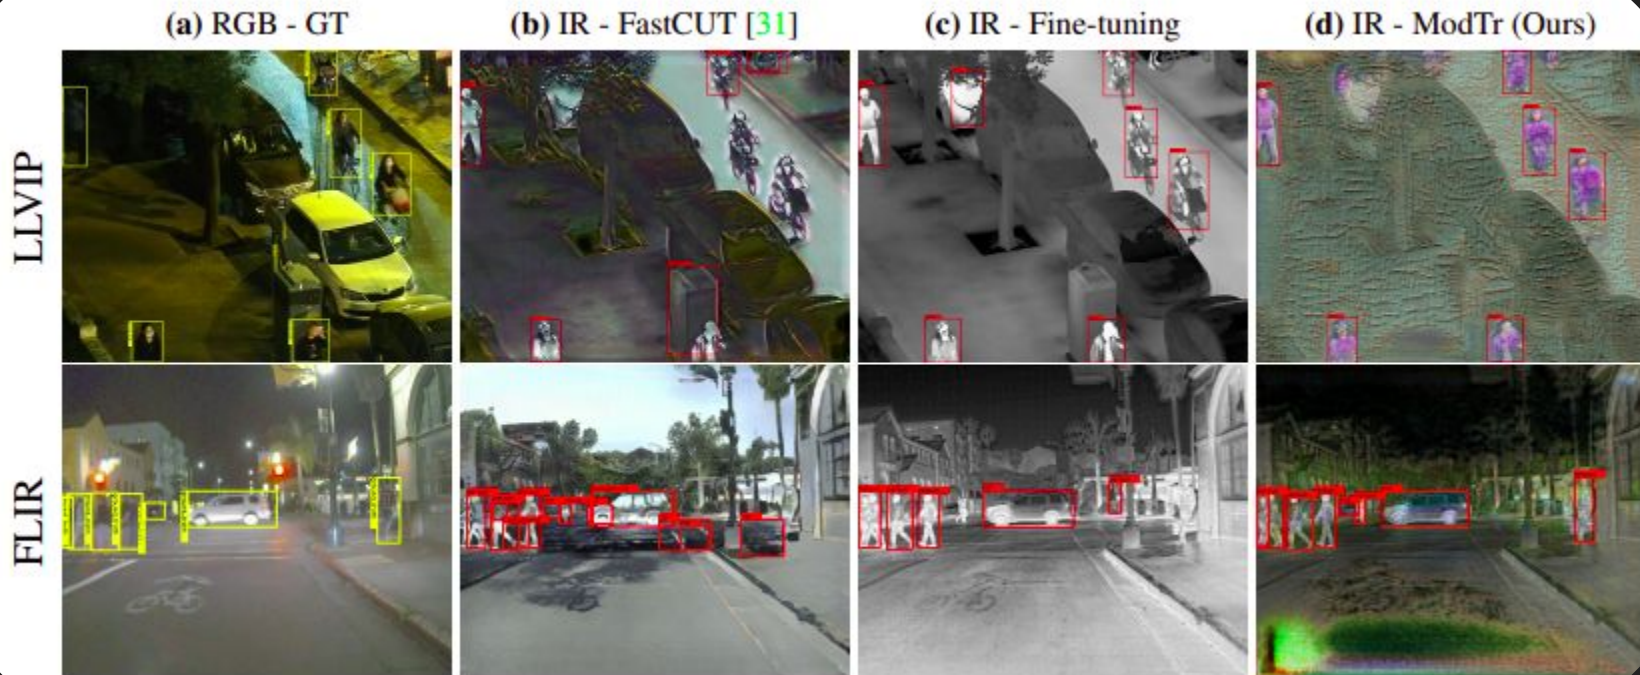 (a) RGB - GT
(b) IR - FastCUT [31]
(c) IR - Fine-tuning
(d) IR - ModTr (Ours)
LLVIP
FLIR